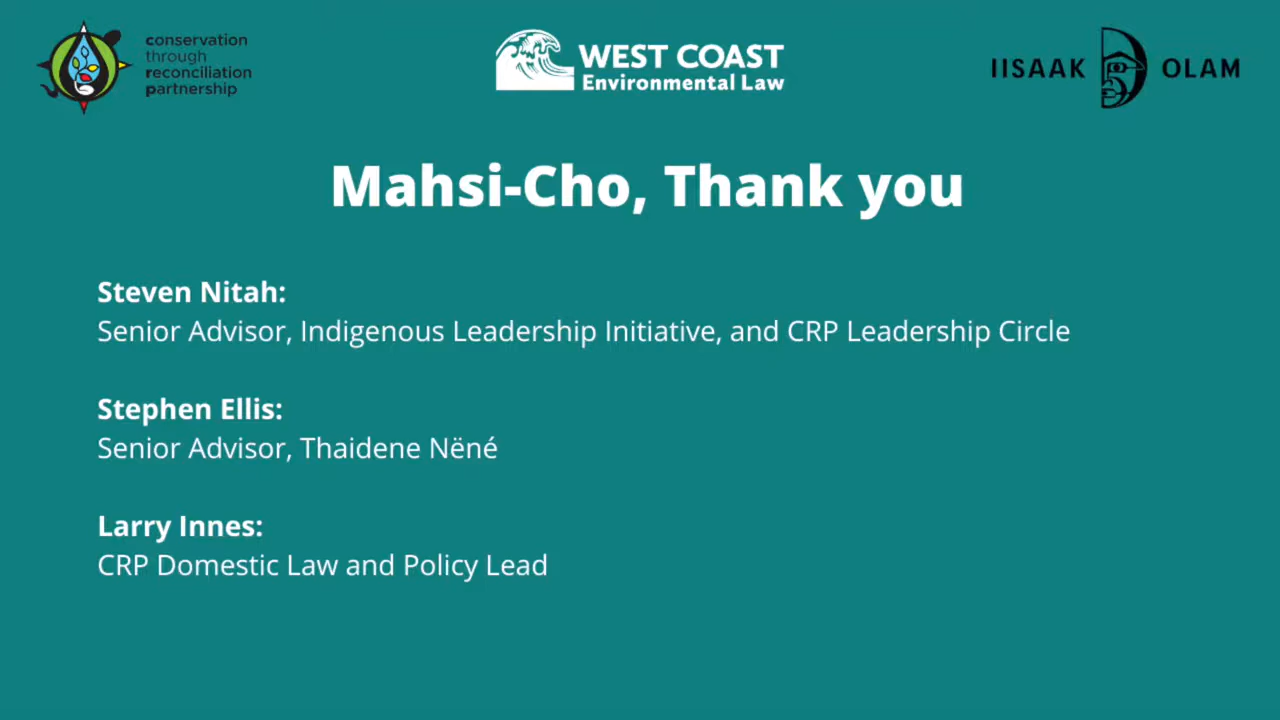 conservation
through
reconciliation
partnership
WEST COAST
Environmental Law
IISAAK OLAM
Mahsi-Cho, Thank you
Steven Nitah:
Senior Advisor, Indigenous Leadership Initiative, and CRP Leadership Circle
Stephen Ellis:
Senior Advisor, Thaidene Nëné
Larry Innes:
CRP Domestic Law and Policy Lead